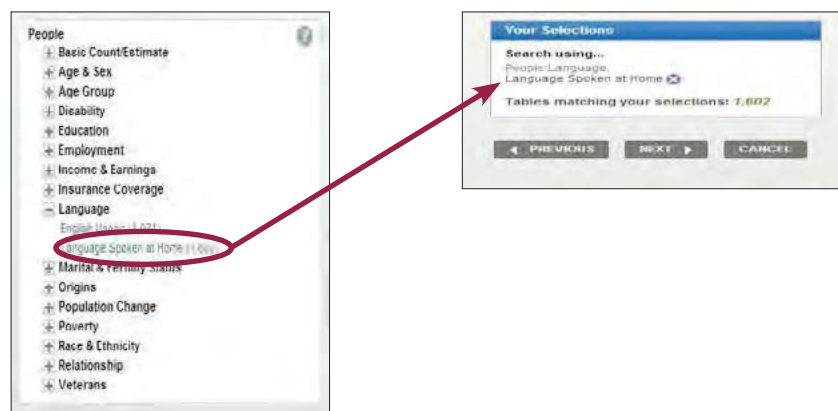 People
Basic Count/Estimate
Age & Sex
Age Group
Disability
Education
Employment
Income & Earnings
Insurance Coverage
Language
English Usage (1,071)
Language Spoken at Home
Marital & Fertility Status
Origins
Population Change
Poverty
Race & Ethnicity
Relationship
Veterans
Your Selections
Search using...
People:Language:
Language Spoken at Home
Tables matching your selections: 1,602
PREVIOUS NEXT CANCEL